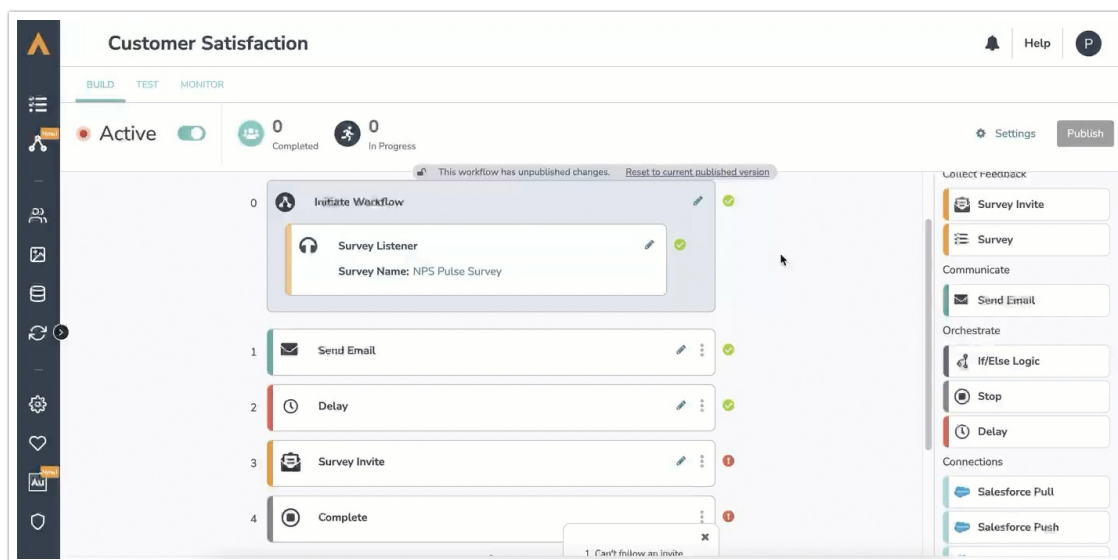 Customer Satisfaction
Help
P
BUILD TEST MONITOR
Active
0
Completed
0
In Progress
Settings
Publish
This workflow has unpublished changes. Reset to current published version
0 Initiate Workflow
Survey Listener
Survey Name: NPS Pulse Survey
1 Send Email
2 Delay
3 Survey Invite
4 Complete
1. Can't follow an invite
Collect Feedback
Survey Invite
Survey
Communicate
Send Email
Orchestrate
If/Else Logic
Stop
Delay
Connections
Salesforce Pull
Salesforce Push
New!
Au
New!